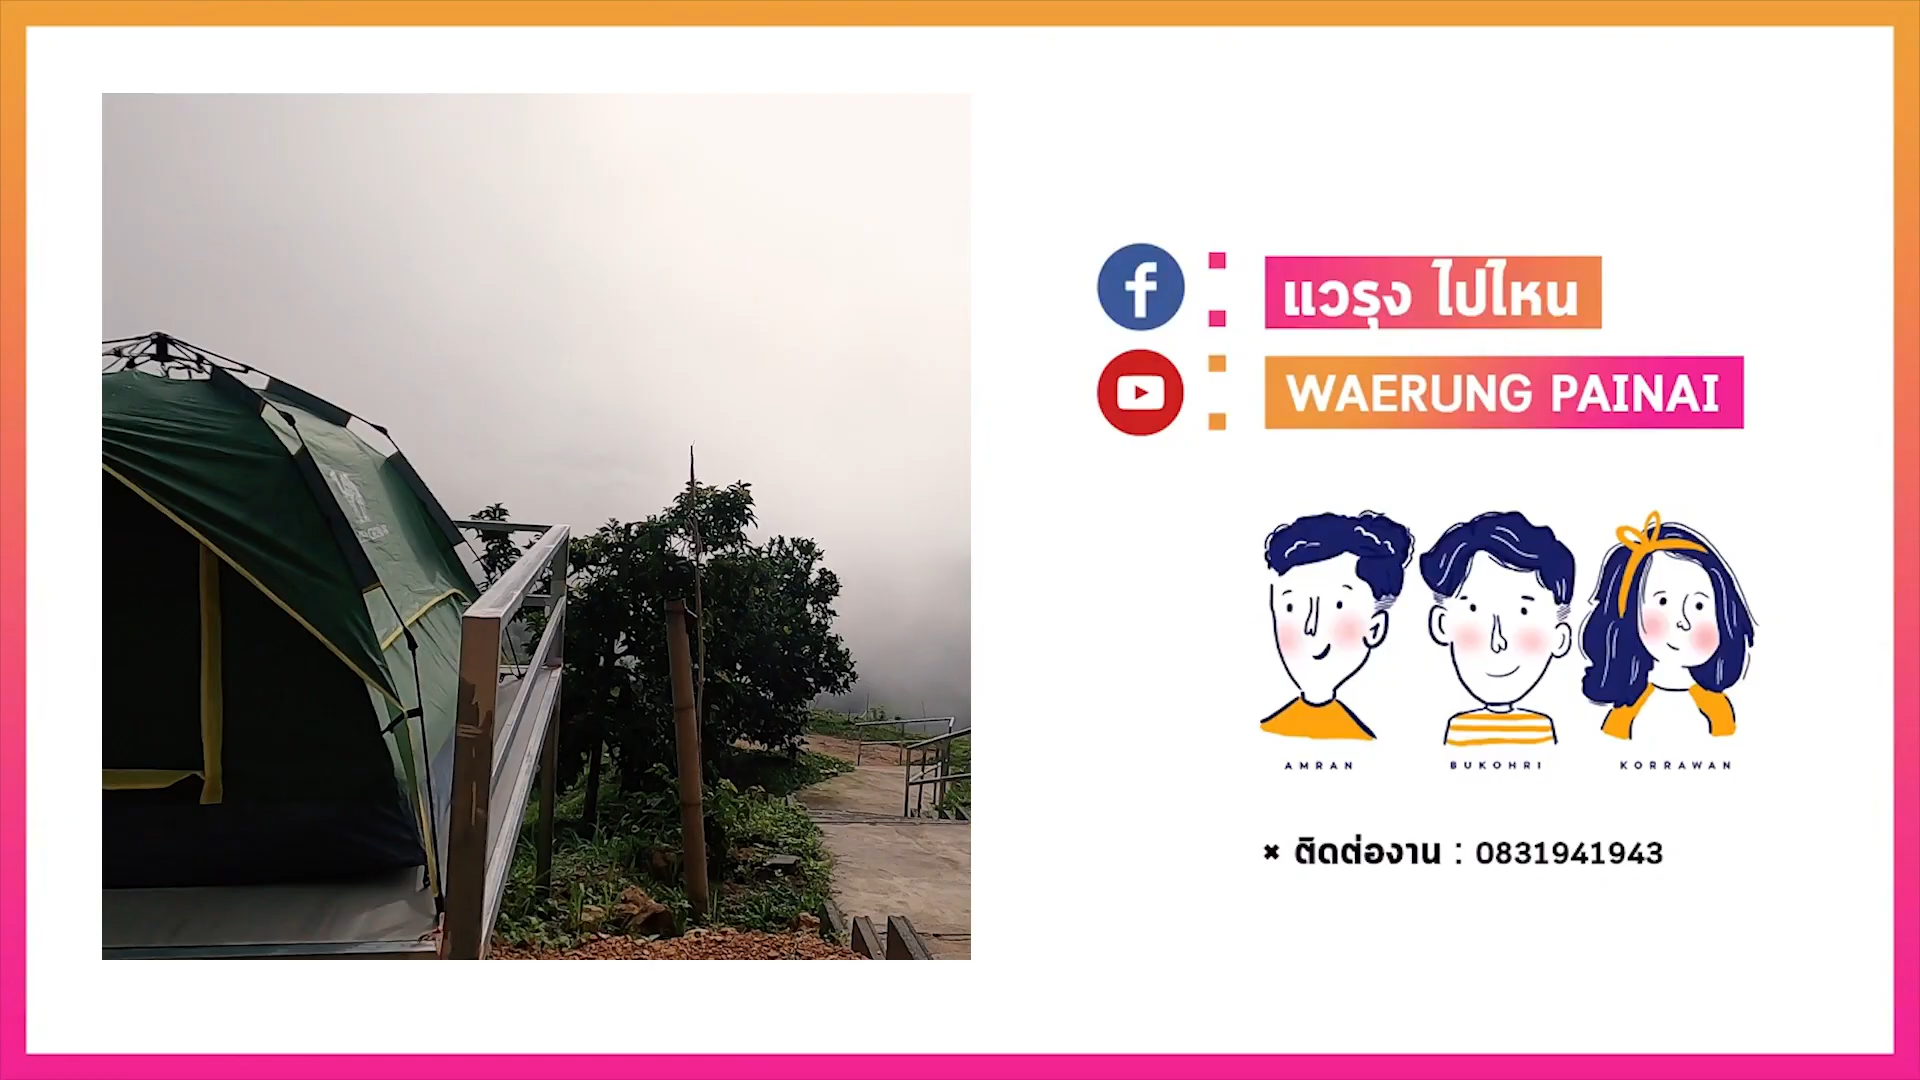 แวรุง ไปไหน
WAERUNG PAINAI
AMRAN BUKOHRI KORRAWAN
× ติดต่องาน : 0831941943